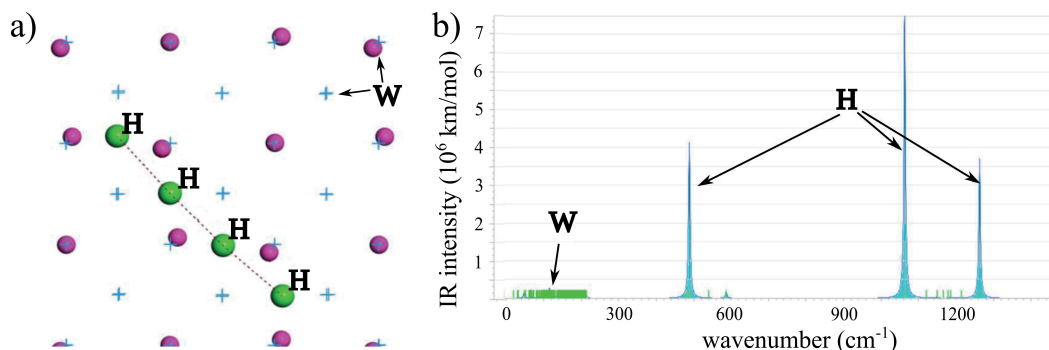 a)
W
H
H
H
H
b)
IR intensity (10⁶ km/mol)
7
6
5
4
3
2
1
H
W
0 300 600 900 1200
wavenumber (cm⁻¹)